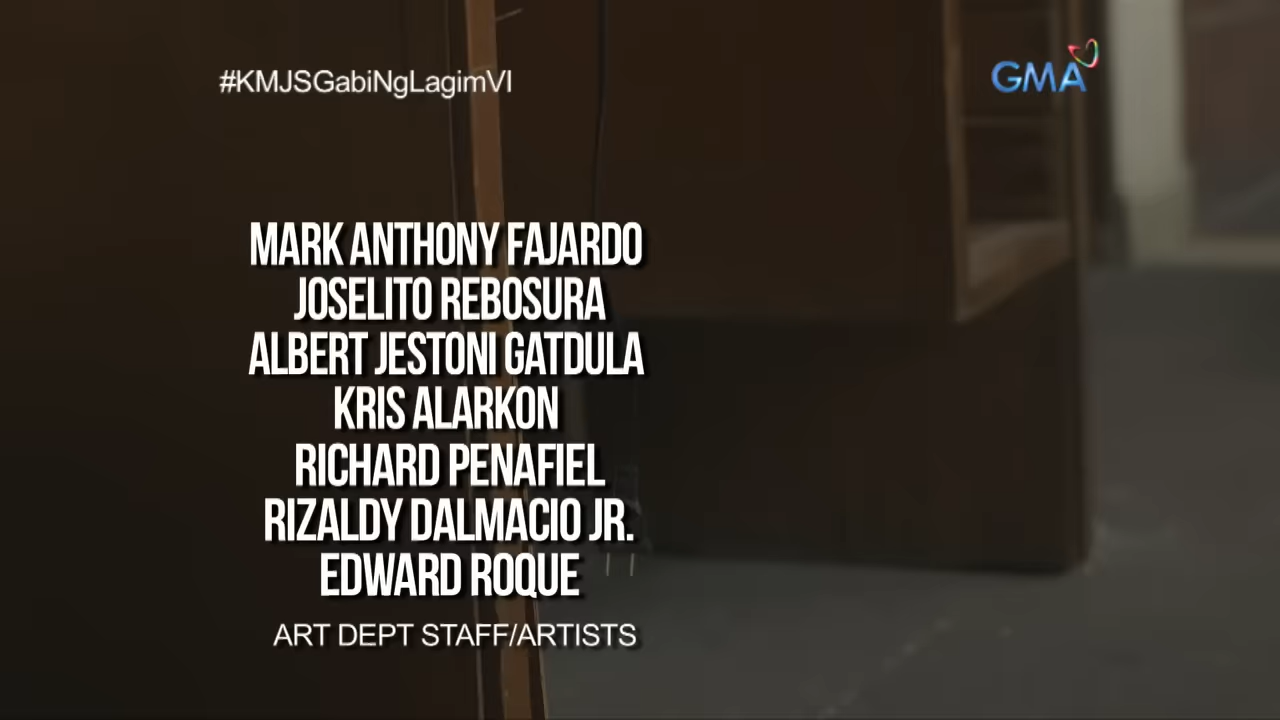 #KMJSGabiNgLagimVI
GMA
MARK ANTHONY FAJARDO
JOSELITO REBOSURA
ALBERT JESTONI GATDULA
KRIS ALARKON
RICHARD PENAFIEL
RIZALDY DALMACIO JR.
EDWARD ROQUE
ART DEPT STAFF/ARTISTS